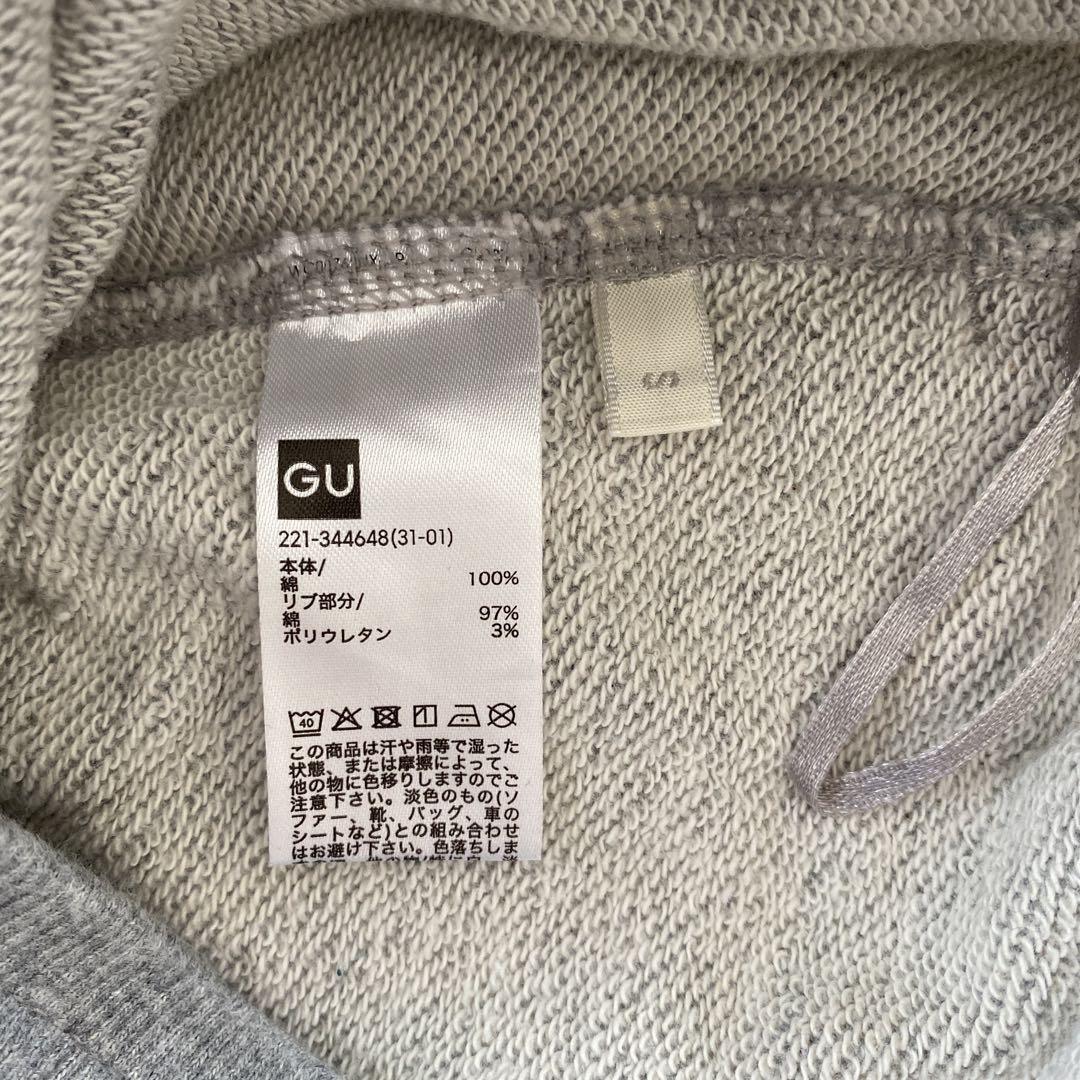 S
GU
221-344648(31-01)
本体/
綿 100%
リブ部分/
綿 97%
ポリウレタン 3%
40
この商品は汗や雨等で湿った
状態、または摩擦によって、
他の物に色移りしますのでご
注意下さい。淡色のもの(ソ
ファー、靴、バッグ、車の
シートなど)との組み合わせ
はお避け下さい。色落ちしま